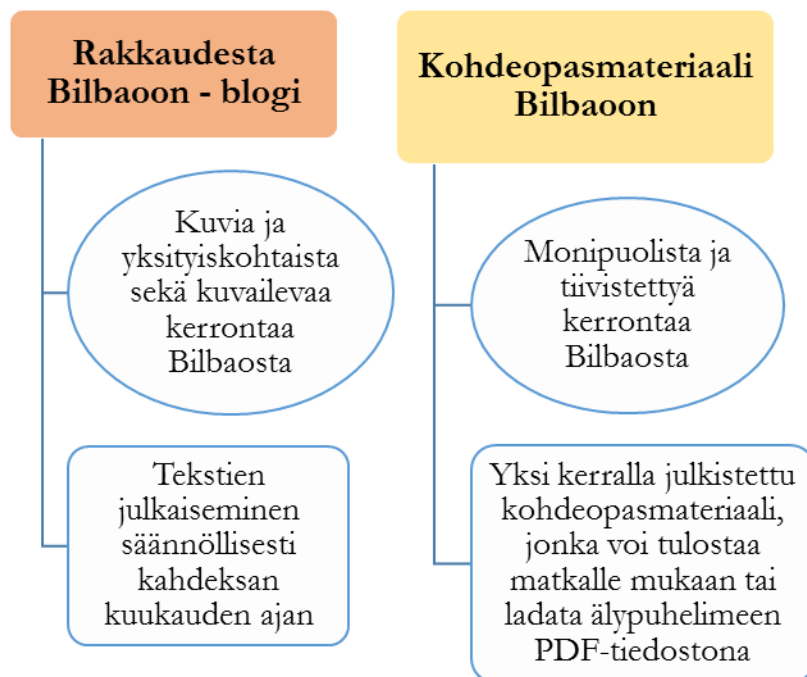 Rakkaudesta
Bilbaoon - blogi
Kuvia ja
yksityiskohtaista
sekä kuvailevaa
kerrontaa
Bilbaosta
Tekstien
julkaiseminen
säännöllisesti
kahdeksan
kuukauden ajan
Kohdeopasmateriaali
Bilbaoon
Monipuolista ja
tiivistettyä
kerrontaa
Bilbaosta
Yksi kerralla julkistettu
kohdeopasmateriaali,
jonka voi tulostaa
matkalle mukaan tai
ladata älypuhelimeen
PDF-tiedostona